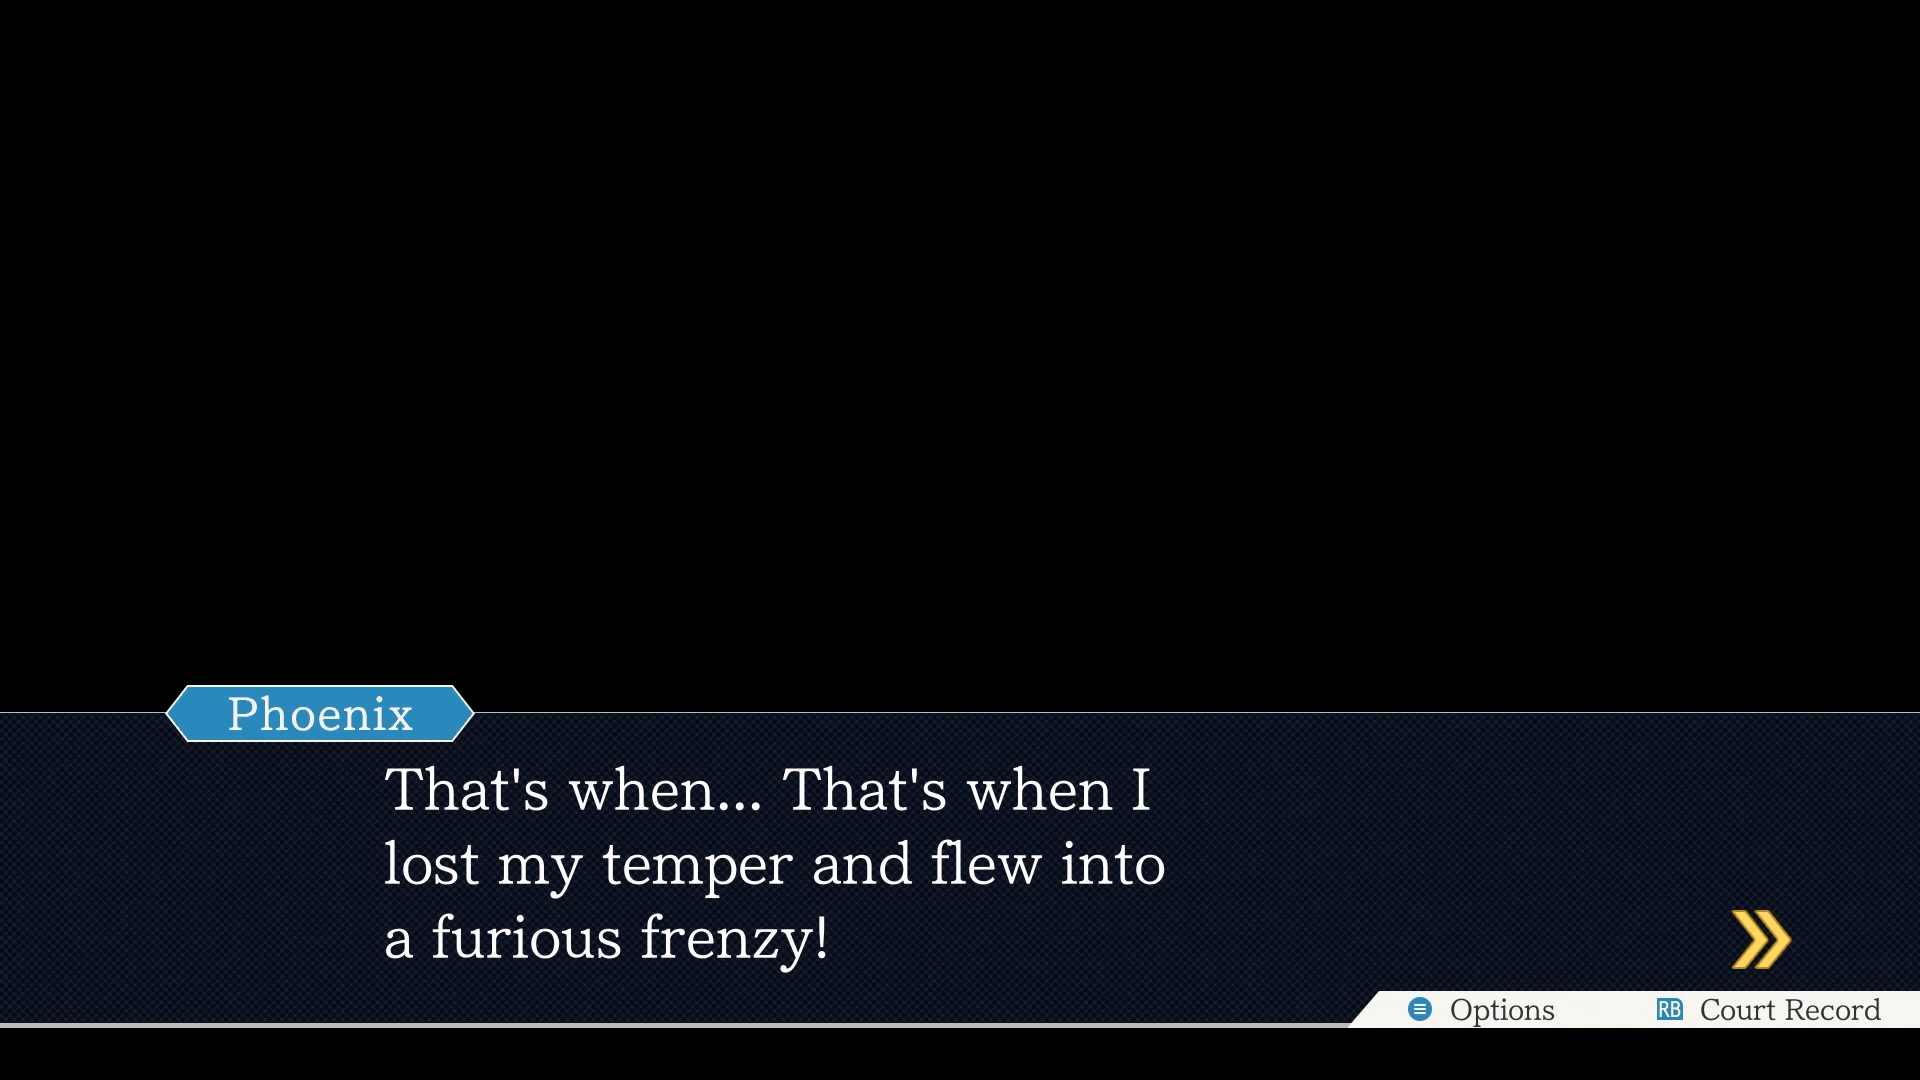 Phoenix
That's when... That's when I
lost my temper and flew into
a furious frenzy!
Options
RB Court Record